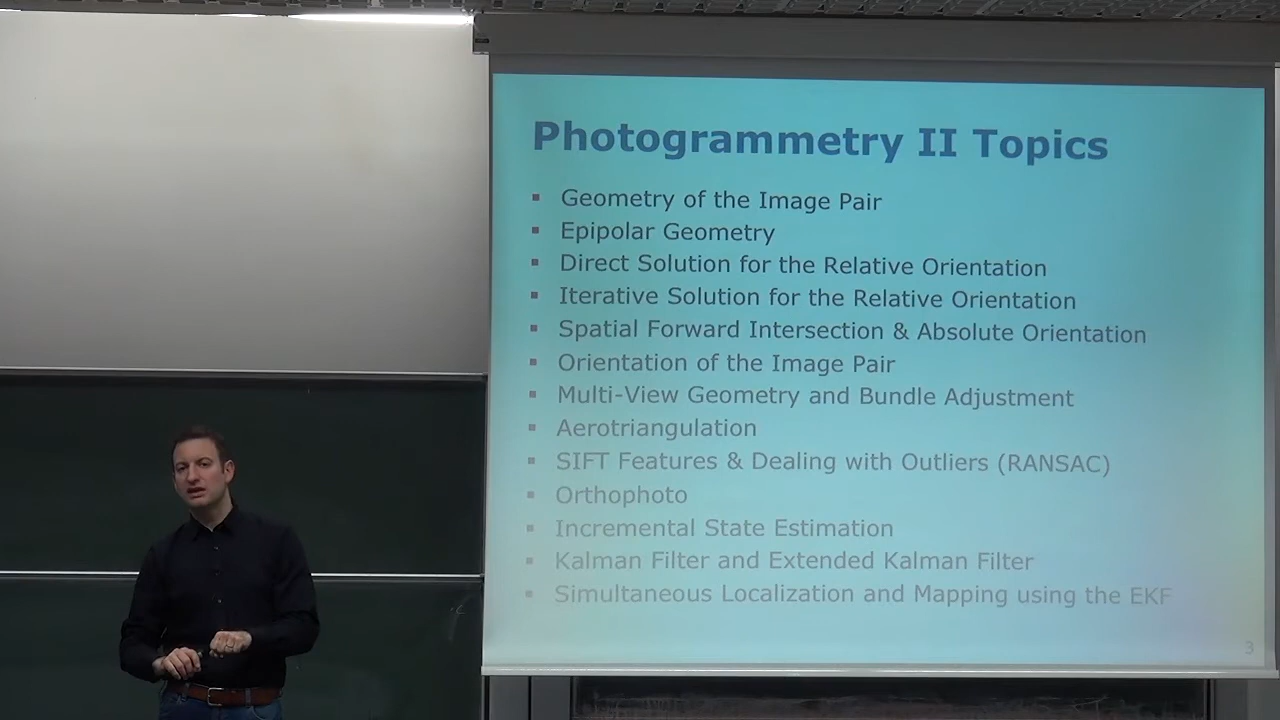 Photogrammetry II Topics
▪ Geometry of the Image Pair
▪ Epipolar Geometry
▪ Direct Solution for the Relative Orientation
▪ Iterative Solution for the Relative Orientation
▪ Spatial Forward Intersection & Absolute Orientation
▪ Orientation of the Image Pair
▪ Multi-View Geometry and Bundle Adjustment
▪ Aerotriangulation
▪ SIFT Features & Dealing with Outliers (RANSAC)
▪ Orthophoto
▪ Incremental State Estimation
▪ Kalman Filter and Extended Kalman Filter
▪ Simultaneous Localization and Mapping using the EKF
3